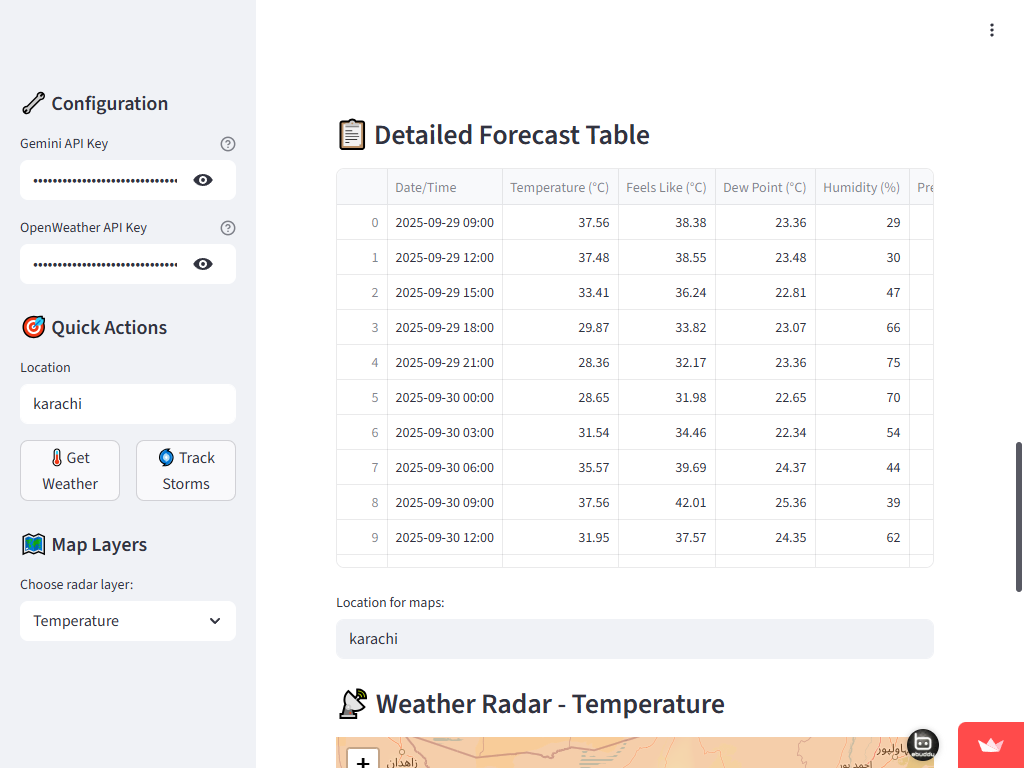 Configuration
Gemini API Key
OpenWeather API Key
Quick Actions
Location
karachi
Get Weather
Track Storms
Map Layers
Choose radar layer:
Temperature
Detailed Forecast Table
Date/Time Temperature (°C) Feels Like (°C) Dew Point (°C) Humidity (%) Pre
0 2025-09-29 09:00 37.56 38.38 23.36 29
1 2025-09-29 12:00 37.48 38.55 23.48 30
2 2025-09-29 15:00 33.41 36.24 22.81 47
3 2025-09-29 18:00 29.87 33.82 23.07 66
4 2025-09-29 21:00 28.36 32.17 23.36 75
5 2025-09-30 00:00 28.65 31.98 22.65 70
6 2025-09-30 03:00 31.54 34.46 22.34 54
7 2025-09-30 06:00 35.57 39.69 24.37 44
8 2025-09-30 09:00 37.56 42.01 25.36 39
9 2025-09-30 12:00 31.95 37.57 24.35 62
Location for maps:
karachi
Weather Radar - Temperature
+
زاهدان